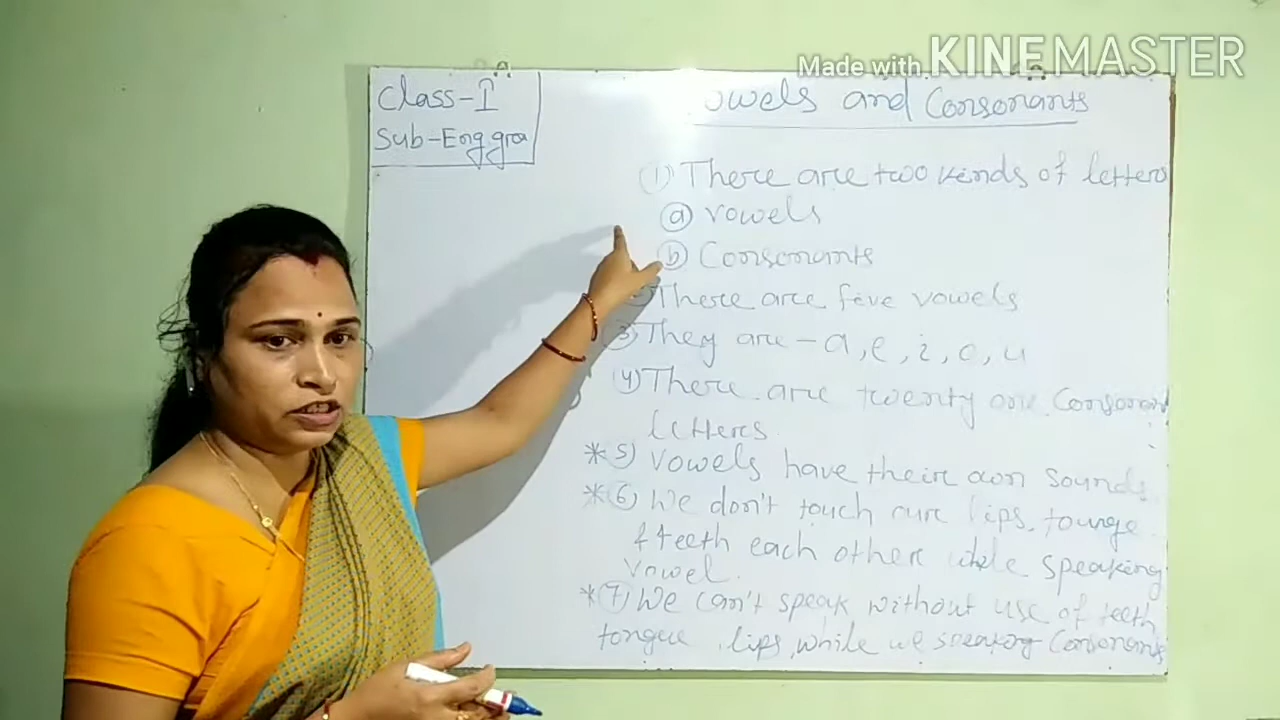 Made with KINEMASTER
Class-I
Sub-Eng gra
owels and Consonants
(1) There are two kinds of letters
(a) vowels
(b) Consonants
There are five vowels
3) They are - a, e, i, o, u
(4) There are twenty one Consonant
letters
*5) Vowels have their own Sounds
*(6) We don't touch our lips, tounge
& teeth each other while speaking
vowel.
*(7) We can't speak without use of teeth
tongue, lips, while we speaking Consonants